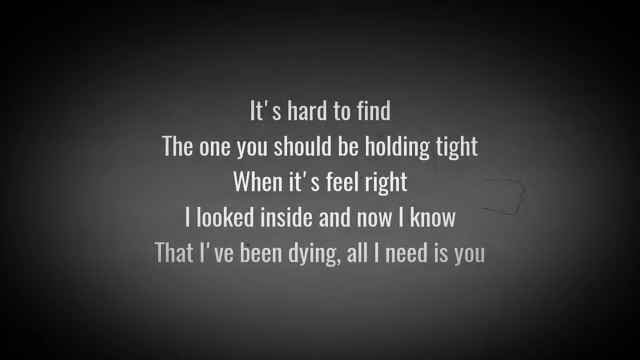 It's hard to find
The one you should be holding tight
When it's feel right
I looked inside and now I know
That I've been dying, all I need is you